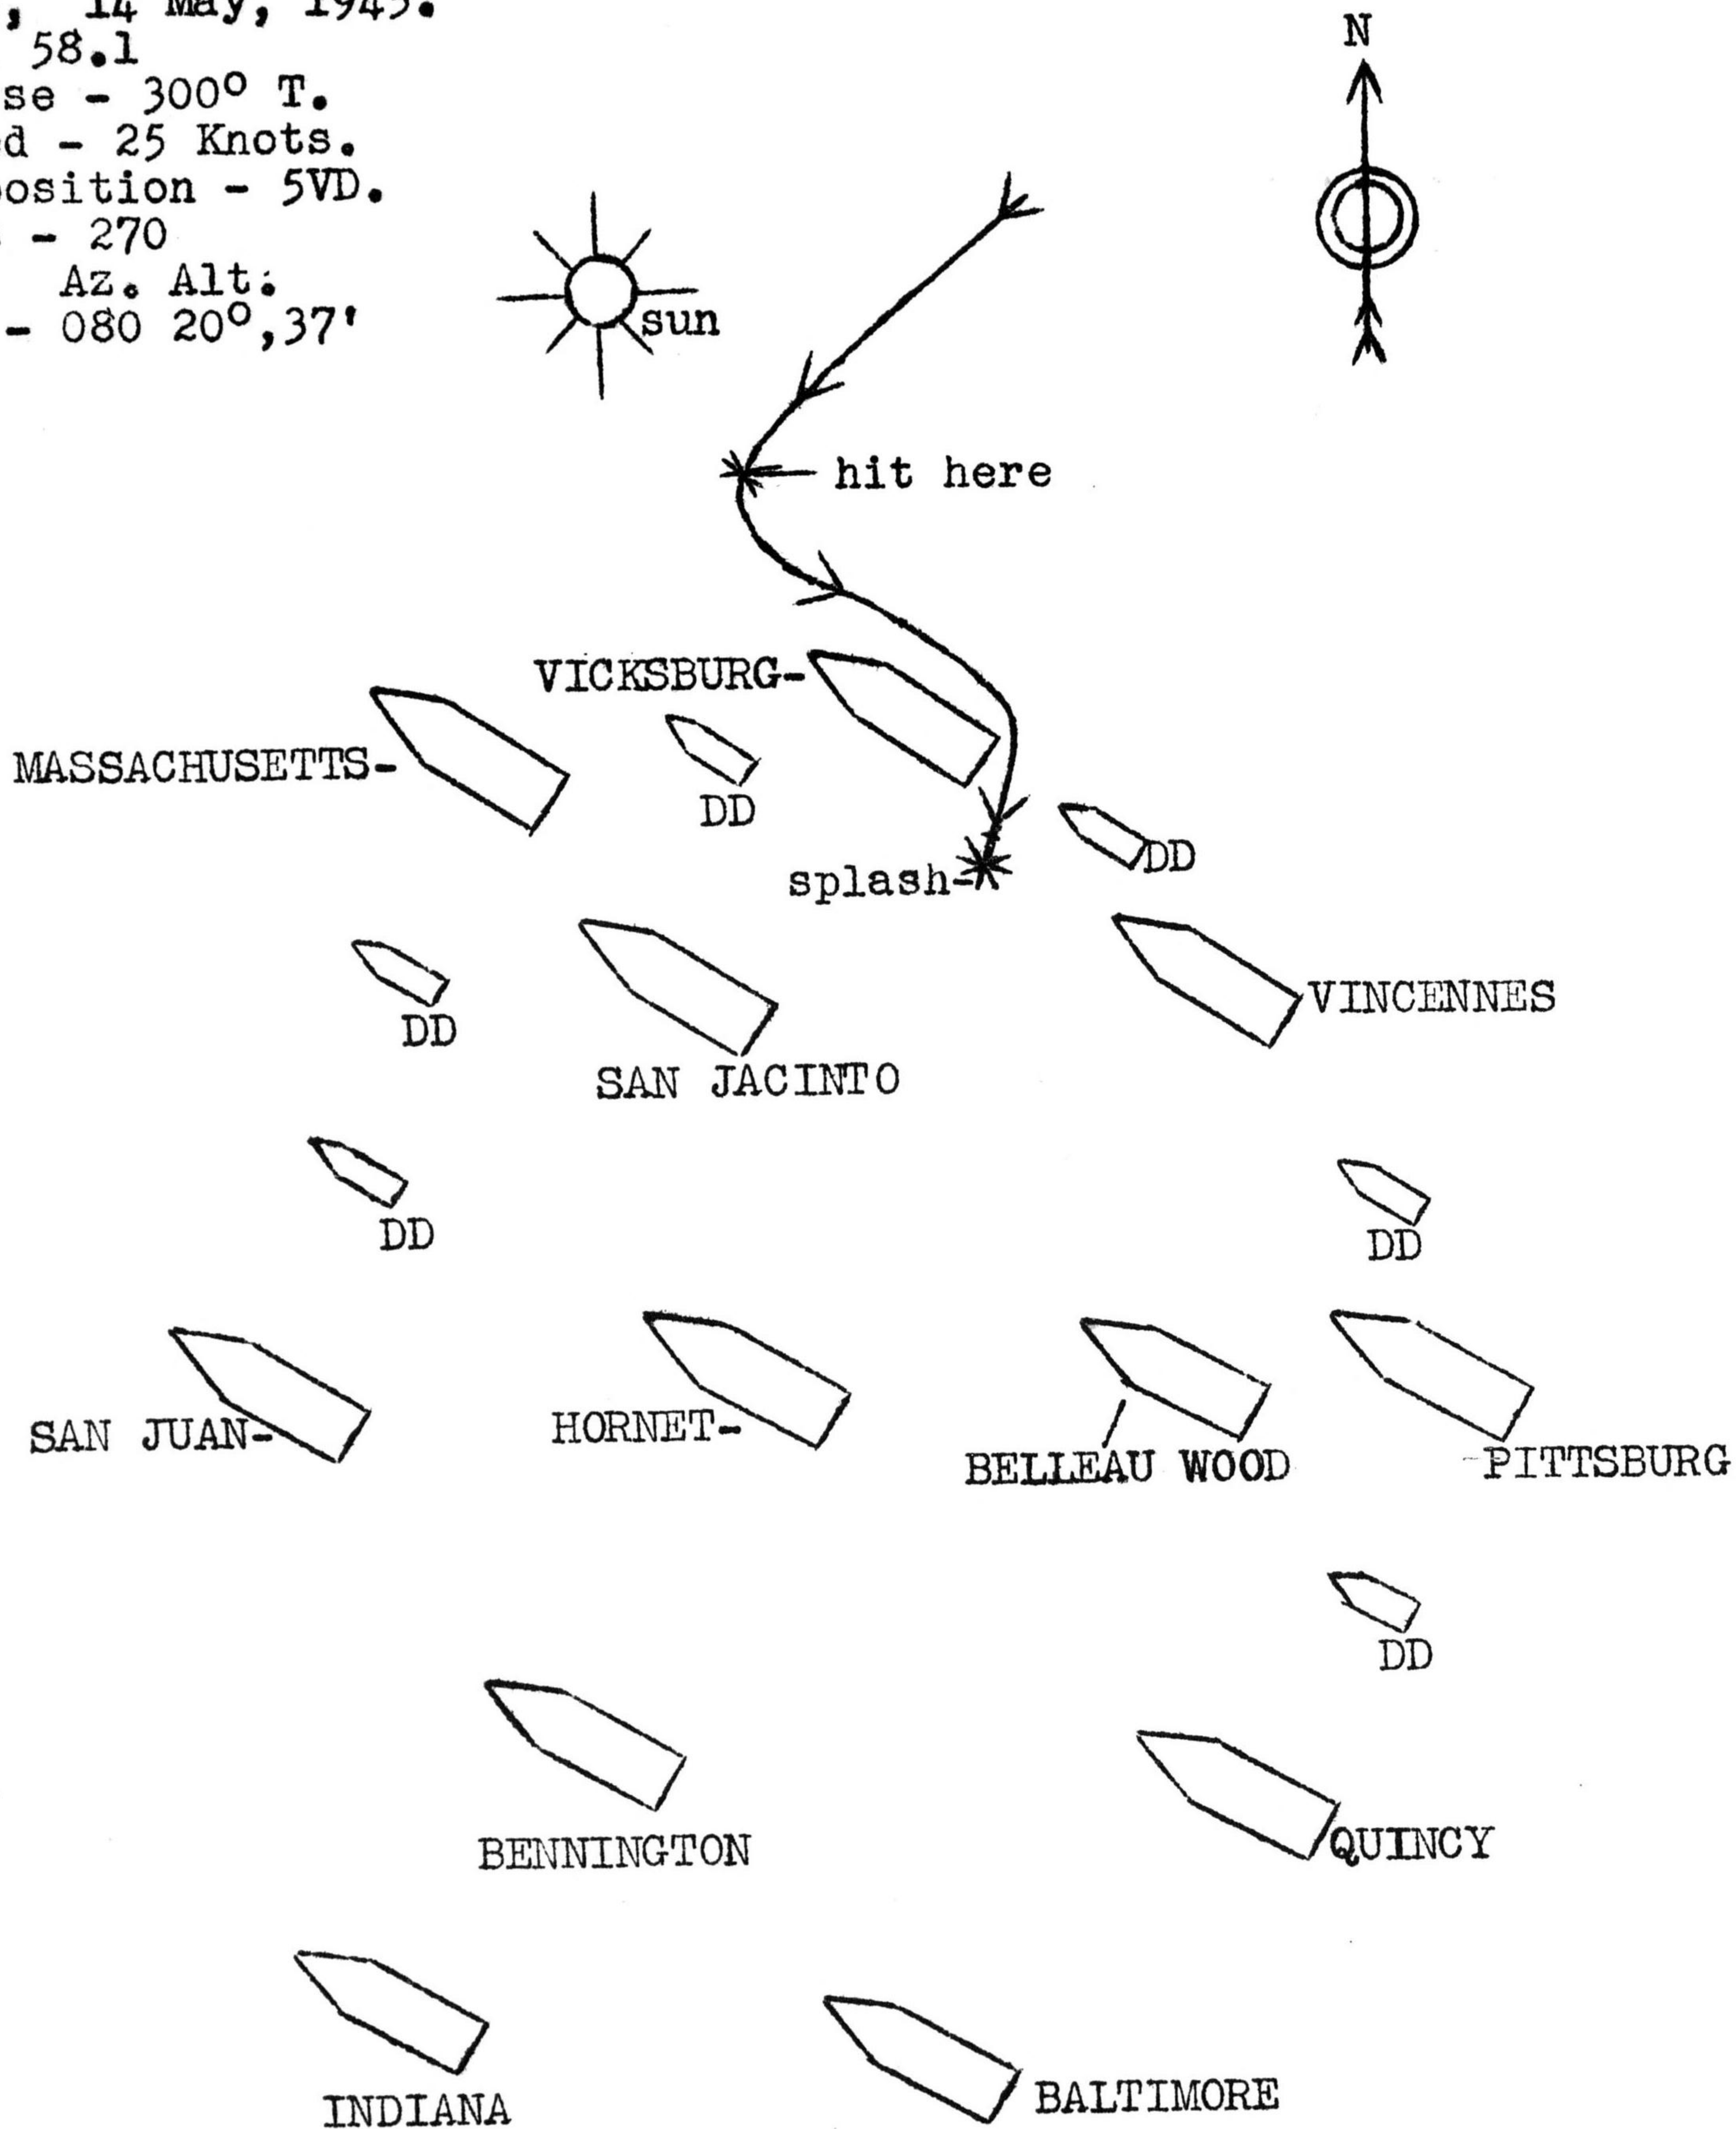 , 14 May, 1945.
58.1
se - 300° T.
d - 25 Knots.
osition - 5VD.
- 270
Az. Alt.
- 080 20°,37'
N
sun
hit here
VICKSBURG-
MASSACHUSETTS-
DD
DD
splash-
VINCENNES
DD
SAN JACINTO
DD
DD
SAN JUAN-
HORNET-
BELLEAU WOOD
-PITTSBURG
DD
QUINCY
BENNINGTON
BALTIMORE
INDIANA